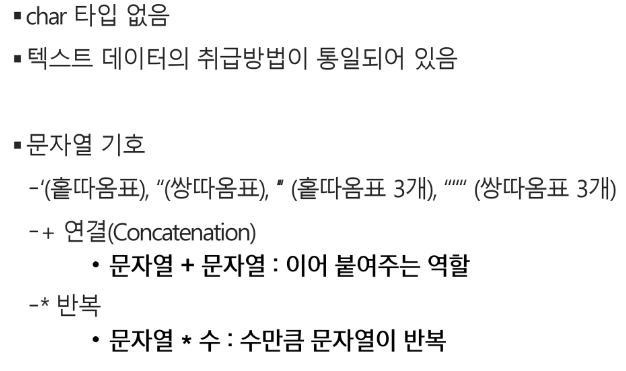 ▪ char 타입 없음
▪ 텍스트 데이터의 취급방법이 통일되어 있음
▪ 문자열 기호
–‘(홑따옴표), “(쌍따옴표), ‘’’ (홑따옴표 3개), “““ (쌍따옴표 3개)
–+ 연결(Concatenation)
• 문자열 + 문자열 : 이어 붙여주는 역할
–* 반복
• 문자열 * 수 : 수만큼 문자열이 반복